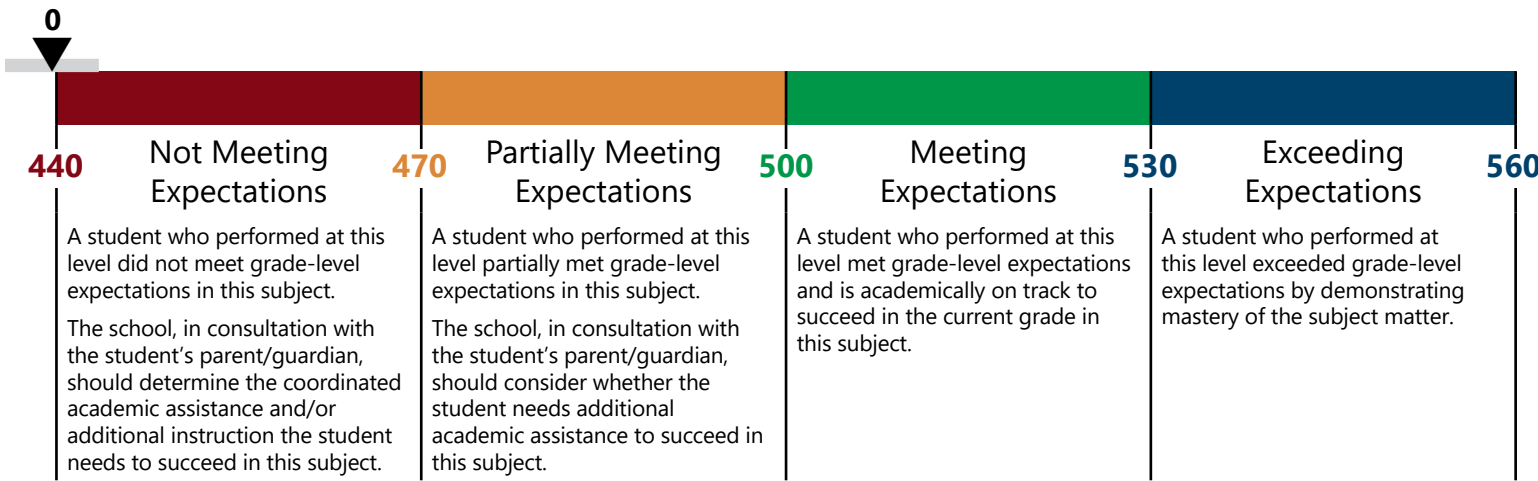 0
440
Not Meeting
Expectations
470
Partially Meeting
Expectations
500
Meeting
Expectations
530
Exceeding
Expectations
560
A student who performed at this
level did not meet grade-level
expectations in this subject.
The school, in consultation with
the student’s parent/guardian,
should determine the coordinated
academic assistance and/or
additional instruction the student
needs to succeed in this subject.
A student who performed at this
level partially met grade-level
expectations in this subject.
The school, in consultation with
the student’s parent/guardian,
should consider whether the
student needs additional
academic assistance to succeed in
this subject.
A student who performed at this
level met grade-level expectations
and is academically on track to
succeed in the current grade in
this subject.
A student who performed at
this level exceeded grade-level
expectations by demonstrating
mastery of the subject matter.